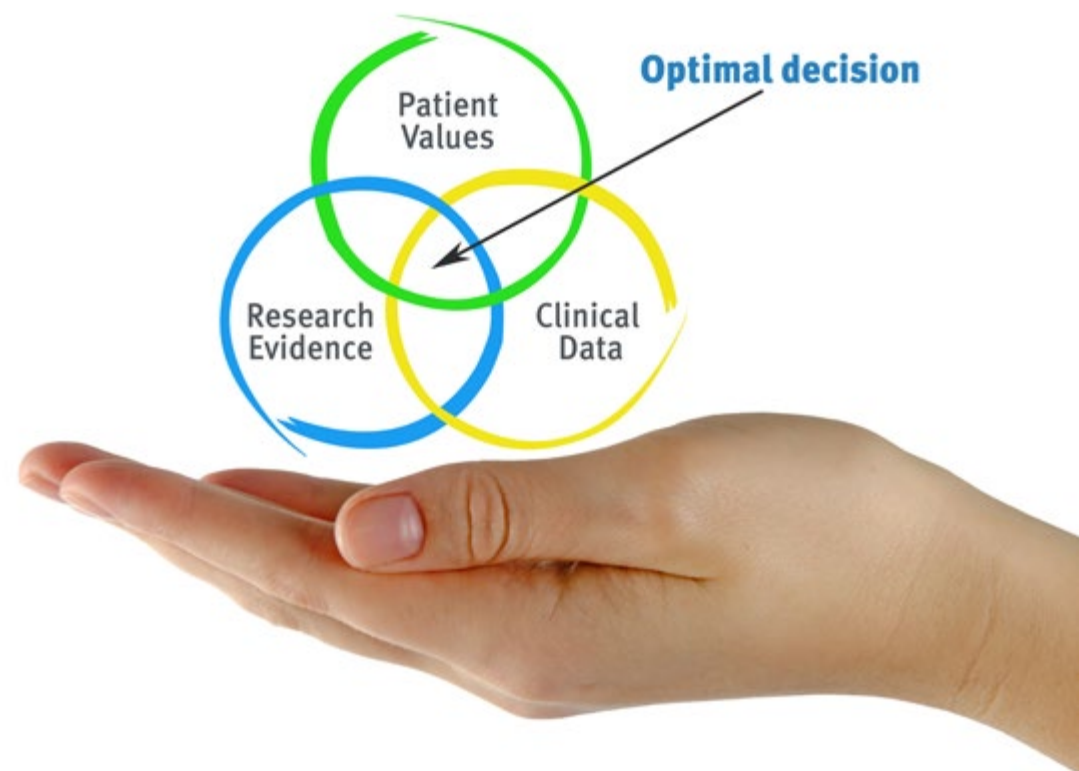 Optimal decision
Patient
Values
Research
Evidence
Clinical
Data